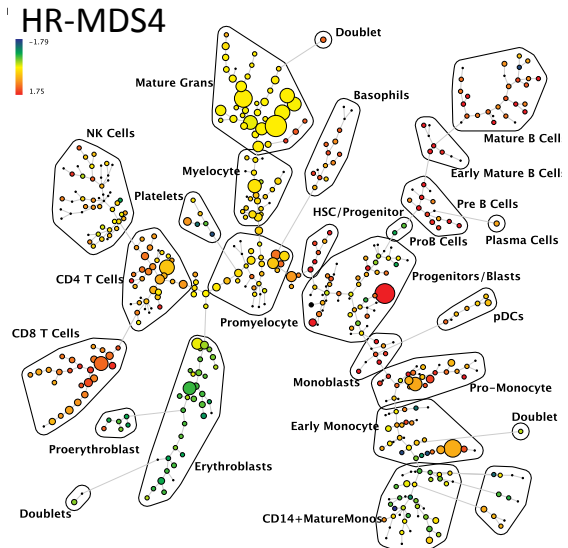 HR-MDS4
-1.79
1.75
Doublet
Mature Grans
Basophils
NK Cells
Mature B Cell
Myelocyte
Early Mature B Cell
Platelets
HSC/Progenitor
Pre B Cells
ProB Cells
Plasma Cells
CD4 T Cells
Progenitors/Blasts
pDCs
Promyelocyte
CD8 T Cells
Monoblasts
Pro-Monocyte
Early Monocyte
Doublet
Proerythroblast
Erythroblasts
Doublets
CD14+MatureMonos